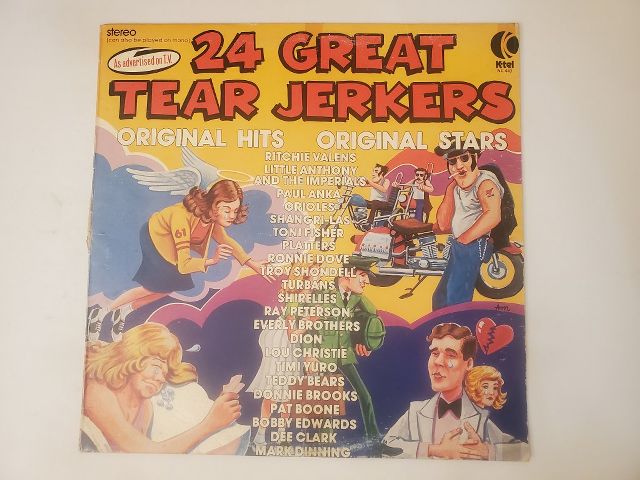 stereo
(can also be played on mono)
As advertised on T.V.
24 GREAT
TEAR JERKERS
K-tel
ORIGINAL HITS ORIGINAL STARS
RITCHIE VALENS
LITTLE ANTHONY
AND THE IMPERIALS
PAUL ANKA
ORIOLES
SHANGRI-LAS
TONI FISHER
PLATTERS
RONNIE DOVE
TROY SHONDELL
TURBANS
SHIRELLES
RAY PETERSON
EVERLY BROTHERS
DION
LOU CHRISTIE
TIMI YURO
TEDDY BEARS
DONNIE BROOKS
PAT BOONE
BOBBY EDWARDS
DEE CLARK
MARK DINNING
61